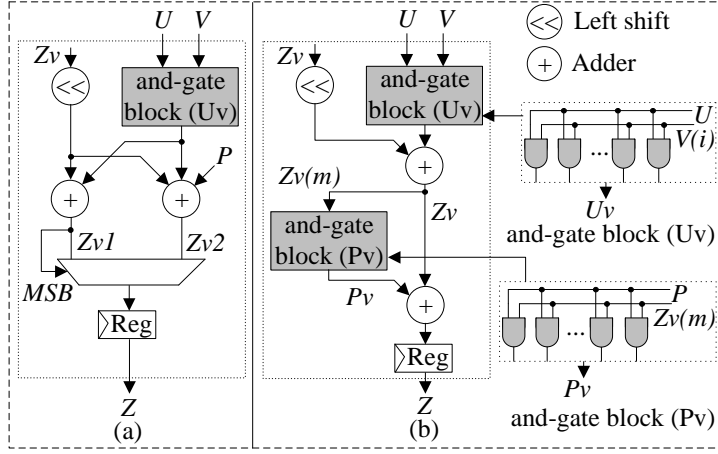 U V
Zv
<<
and-gate
block (Uv)
P
+ +
Zv1 Zv2
MSB
Reg
Z
(a)
U V
Zv
<<
and-gate
block (Uv)
+
Zv(m)
Zv
and-gate
block (Pv)
Pv
+
Reg
Z
(b)
<< Left shift
+ Adder
U
V(i)
...
Uv
and-gate block (Uv)
P
Zv(m)
...
Pv
and-gate block (Pv)